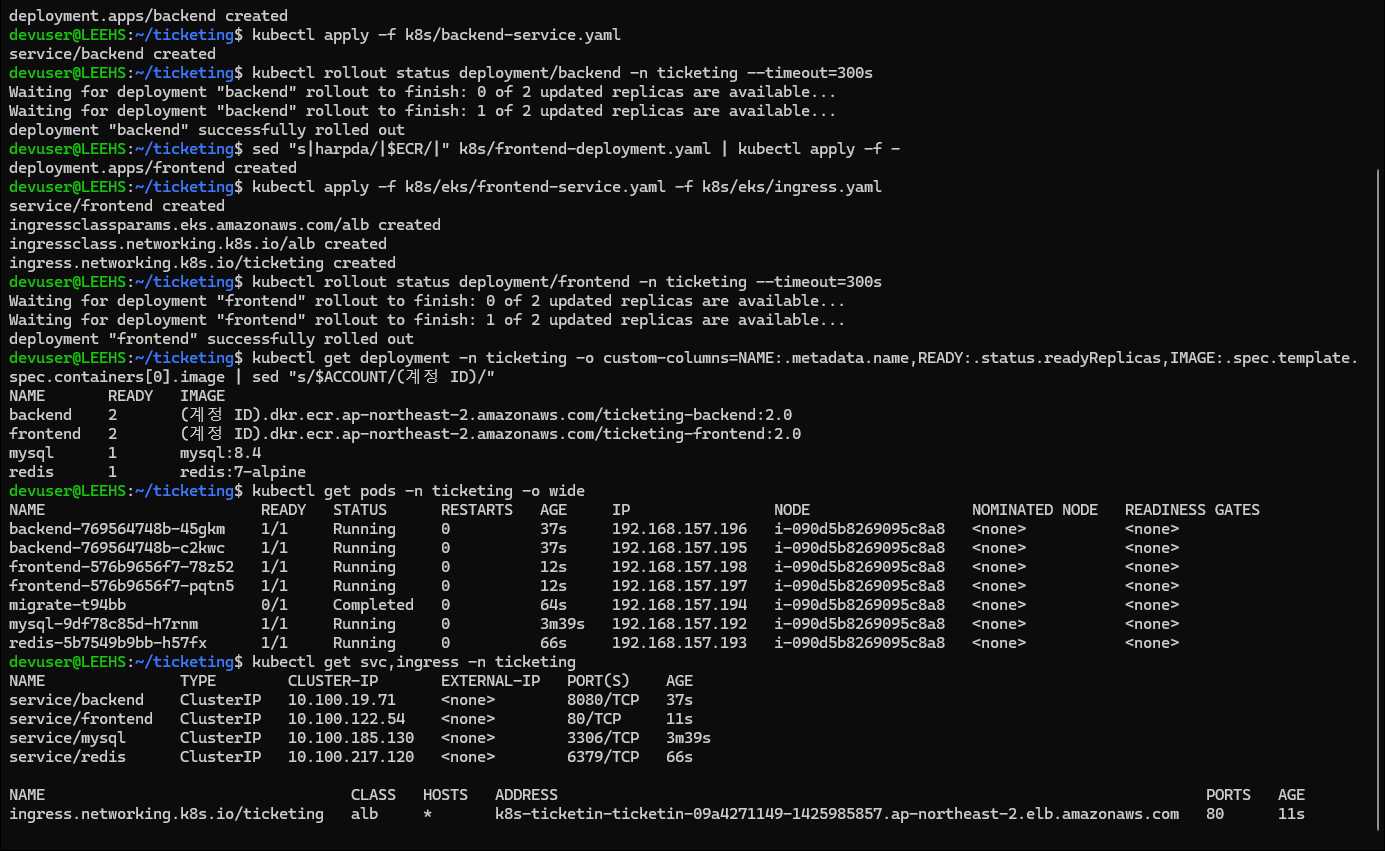 deployment.apps/backend created
devuser@LEEHS:~/ticketing$ kubectl apply -f k8s/backend-service.yaml
service/backend created
devuser@LEEHS:~/ticketing$ kubectl rollout status deployment/backend -n ticketing --timeout=300s
Waiting for deployment "backend" rollout to finish: 0 of 2 updated replicas are available...
Waiting for deployment "backend" rollout to finish: 1 of 2 updated replicas are available...
deployment "backend" successfully rolled out
devuser@LEEHS:~/ticketing$ sed "s|harpda/|$ECR/|" k8s/frontend-deployment.yaml | kubectl apply -f -
deployment.apps/frontend created
devuser@LEEHS:~/ticketing$ kubectl apply -f k8s/eks/frontend-service.yaml -f k8s/eks/ingress.yaml
service/frontend created
ingressclassparams.eks.amazonaws.com/alb created
ingressclass.networking.k8s.io/alb created
ingress.networking.k8s.io/ticketing created
devuser@LEEHS:~/ticketing$ kubectl rollout status deployment/frontend -n ticketing --timeout=300s
Waiting for deployment "frontend" rollout to finish: 0 of 2 updated replicas are available...
Waiting for deployment "frontend" rollout to finish: 1 of 2 updated replicas are available...
deployment "frontend" successfully rolled out
devuser@LEEHS:~/ticketing$ kubectl get deployment -n ticketing -o custom-columns=NAME:.metadata.name,READY:.status.readyReplicas,IMAGE:.spec.template.
spec.containers[0].image | sed "s/$ACCOUNT/(계정 ID)/"
NAME       READY   IMAGE
backend    2       (계정 ID).dkr.ecr.ap-northeast-2.amazonaws.com/ticketing-backend:2.0
frontend   2       (계정 ID).dkr.ecr.ap-northeast-2.amazonaws.com/ticketing-frontend:2.0
mysql      1       mysql:8.4
redis      1       redis:7-alpine
devuser@LEEHS:~/ticketing$ kubectl get pods -n ticketing -o wide
NAME                        READY   STATUS      RESTARTS   AGE     IP                NODE                  NOMINATED NODE   READINESS GATES
backend-769564748b-45gkm    1/1     Running     0          37s     192.168.157.196   i-090d5b8269095c8a8   <none>           <none>
backend-769564748b-c2kwc    1/1     Running     0          37s     192.168.157.195   i-090d5b8269095c8a8   <none>           <none>
frontend-576b9656f7-78z52   1/1     Running     0          12s     192.168.157.198   i-090d5b8269095c8a8   <none>           <none>
frontend-576b9656f7-pqtn5   1/1     Running     0          12s     192.168.157.197   i-090d5b8269095c8a8   <none>           <none>
migrate-t94bb               0/1     Completed   0          64s     192.168.157.194   i-090d5b8269095c8a8   <none>           <none>
mysql-9df78c85d-h7rnm       1/1     Running     0          3m39s   192.168.157.192   i-090d5b8269095c8a8   <none>           <none>
redis-5b7549b9bb-h57fx      1/1     Running     0          66s     192.168.157.193   i-090d5b8269095c8a8   <none>           <none>
devuser@LEEHS:~/ticketing$ kubectl get svc,ingress -n ticketing
NAME               TYPE        CLUSTER-IP       EXTERNAL-IP   PORT(S)    AGE
service/backend    ClusterIP   10.100.19.71     <none>        8080/TCP   37s
service/frontend   ClusterIP   10.100.122.54    <none>        80/TCP     11s
service/mysql      ClusterIP   10.100.185.130   <none>        3306/TCP   3m39s
service/redis      ClusterIP   10.100.217.120   <none>        6379/TCP   66s
NAME                                  CLASS   HOSTS   ADDRESS                                                                        PORTS   AGE
ingress.networking.k8s.io/ticketing   alb     *       k8s-ticketin-ticketin-09a4271149-1425985857.ap-northeast-2.elb.amazonaws.com   80      11s